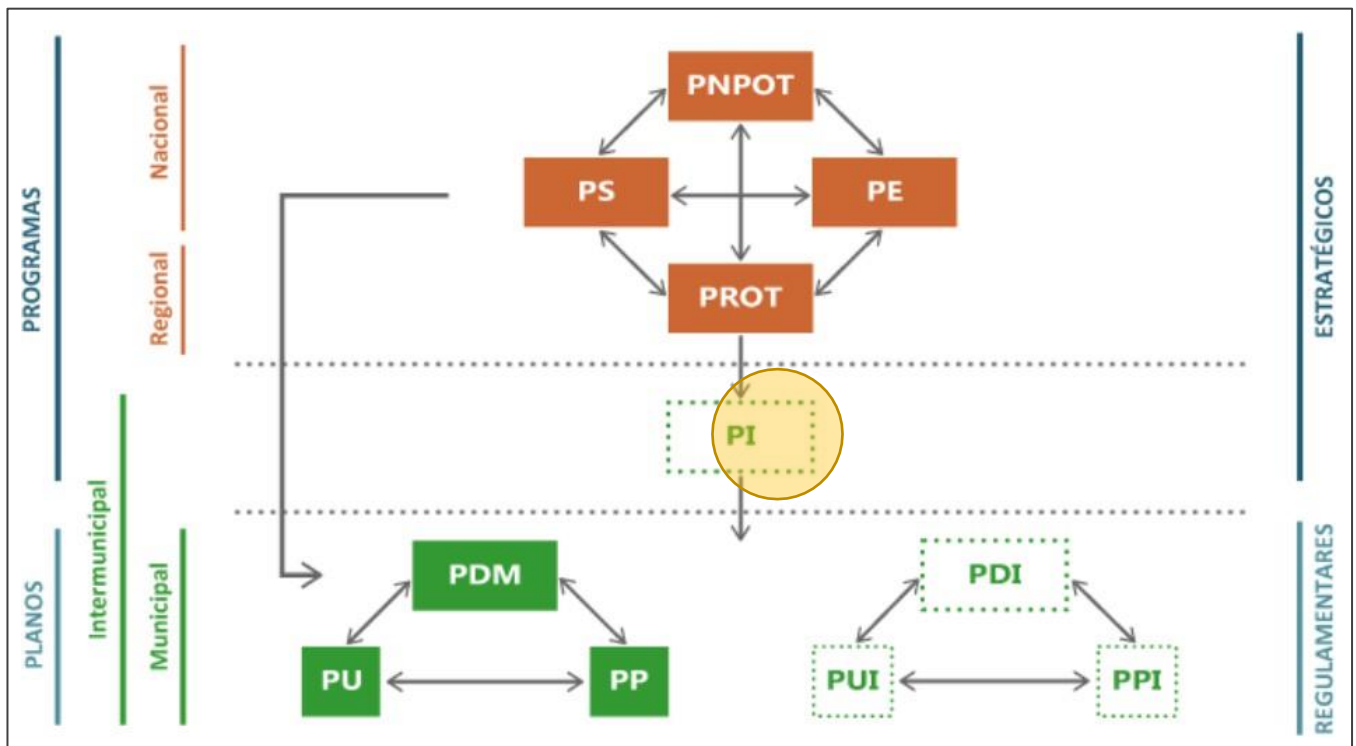 PROGRAMAS
Nacional
Regional
PNPOT
PS
PE
PROT
ESTRATÉGICOS
PI
PLANOS
Intermunicipal
Municipal
PDM
PU
PP
PDI
PUI
PPI
REGULAMENTARES